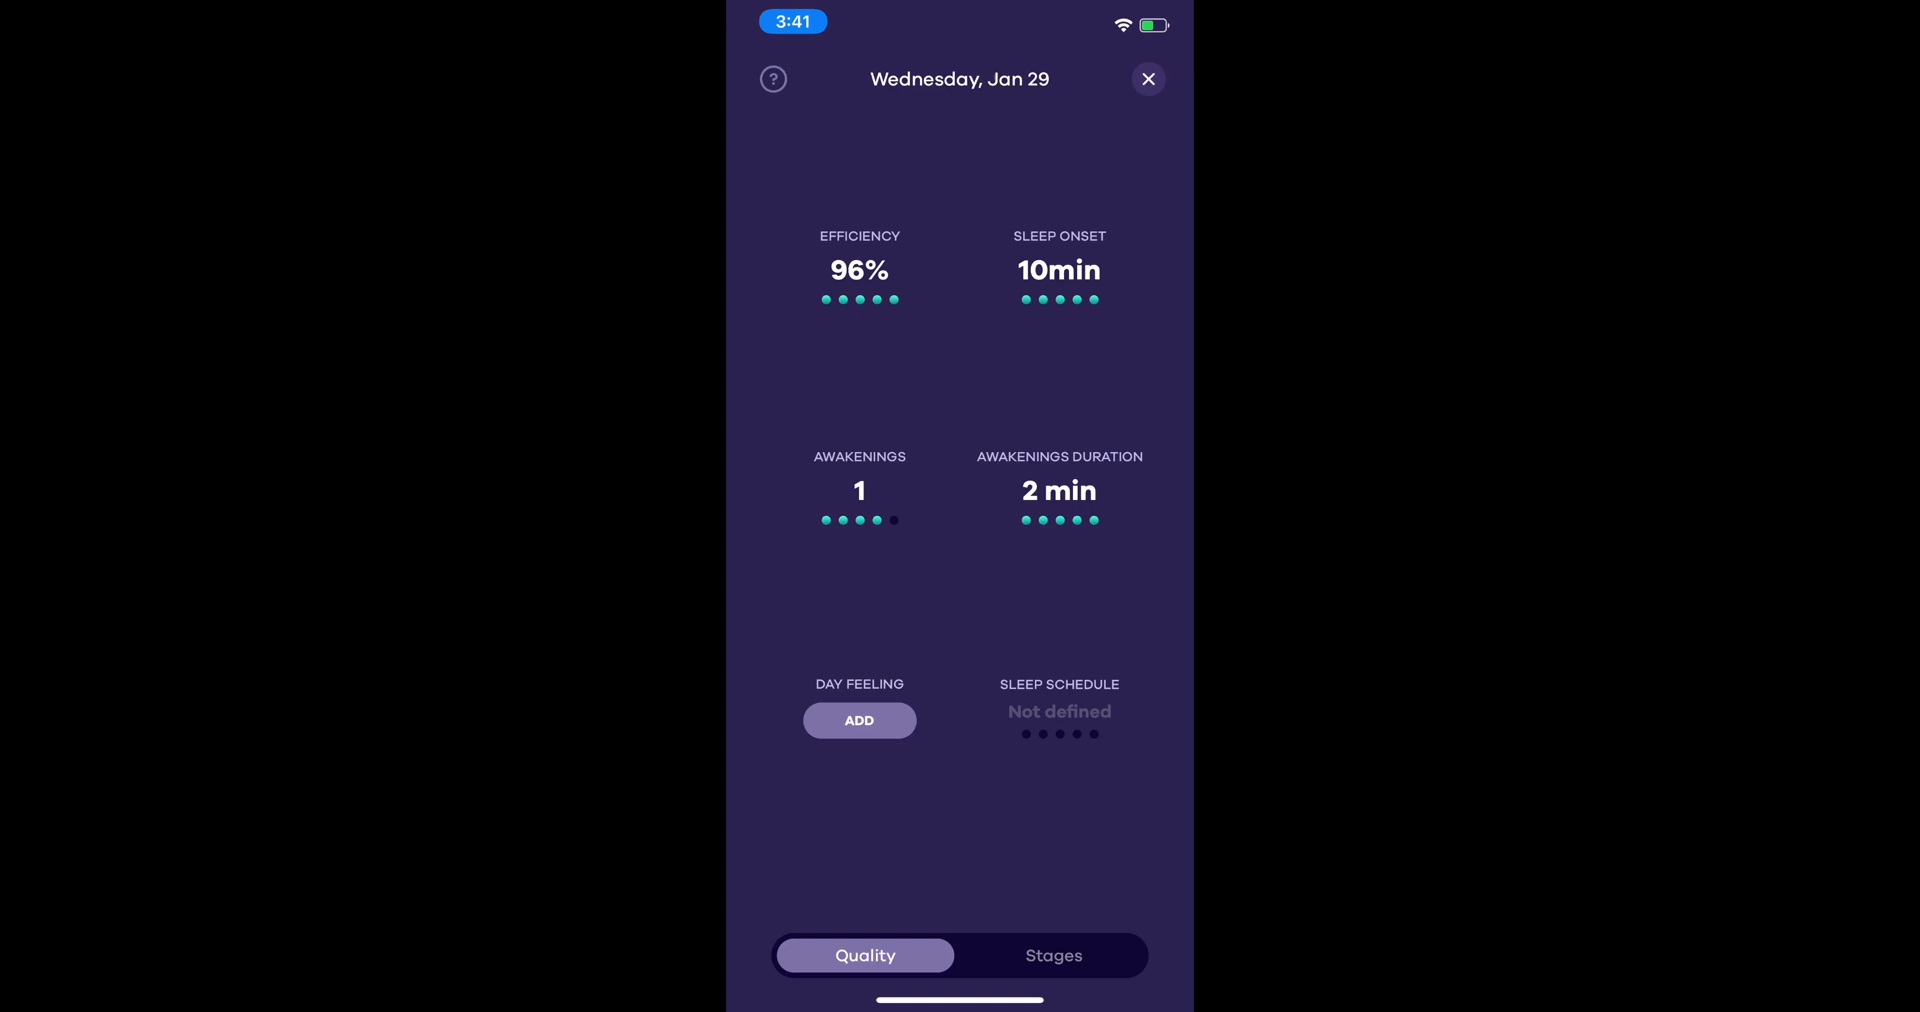 3:41
?
Wednesday, Jan 29
EFFICIENCY
96%
SLEEP ONSET
10min
AWAKENINGS
1
AWAKENINGS DURATION
2 min
DAY FEELING
ADD
SLEEP SCHEDULE
Not defined
Quality
Stages